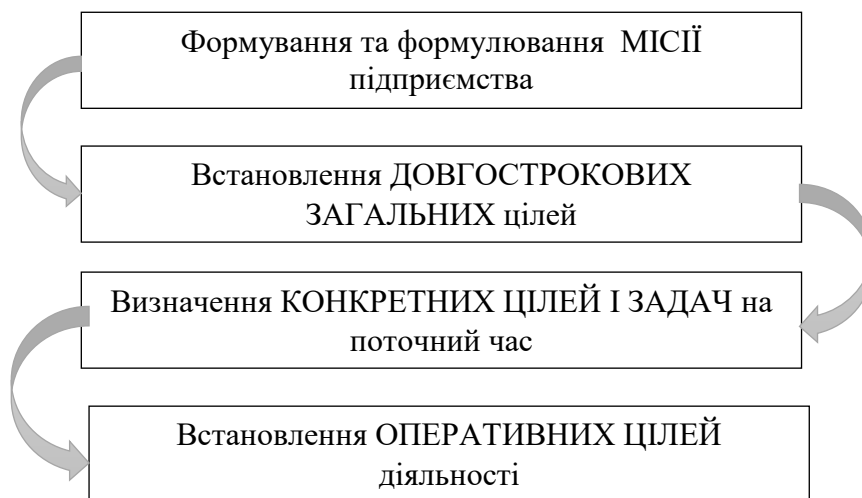 Формування та формулювання МІСІЇ
підприємства
Встановлення ДОВГОСТРОКОВИХ
ЗАГАЛЬНИХ цілей
Визначення КОНКРЕТНИХ ЦІЛЕЙ І ЗАДАЧ на
поточний час
Встановлення ОПЕРАТИВНИХ ЦІЛЕЙ
діяльності